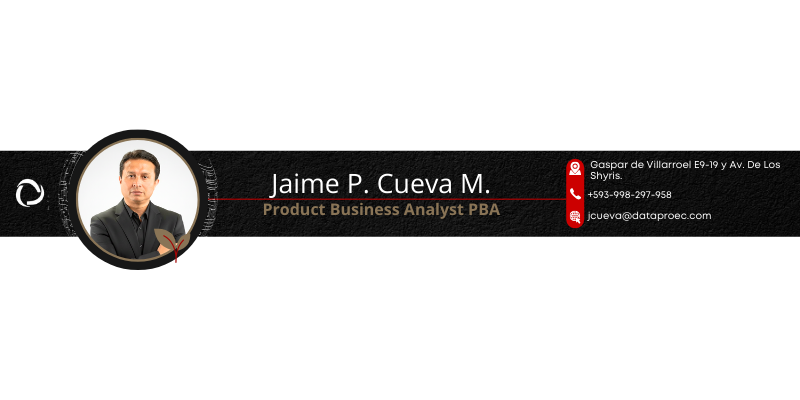 Jaime P. Cueva M.
Product Business Analyst PBA
Gaspar de Villarroel E9-19 y Av. De Los
Shyris.
+593-998-297-958
jcueva@dataproec.com